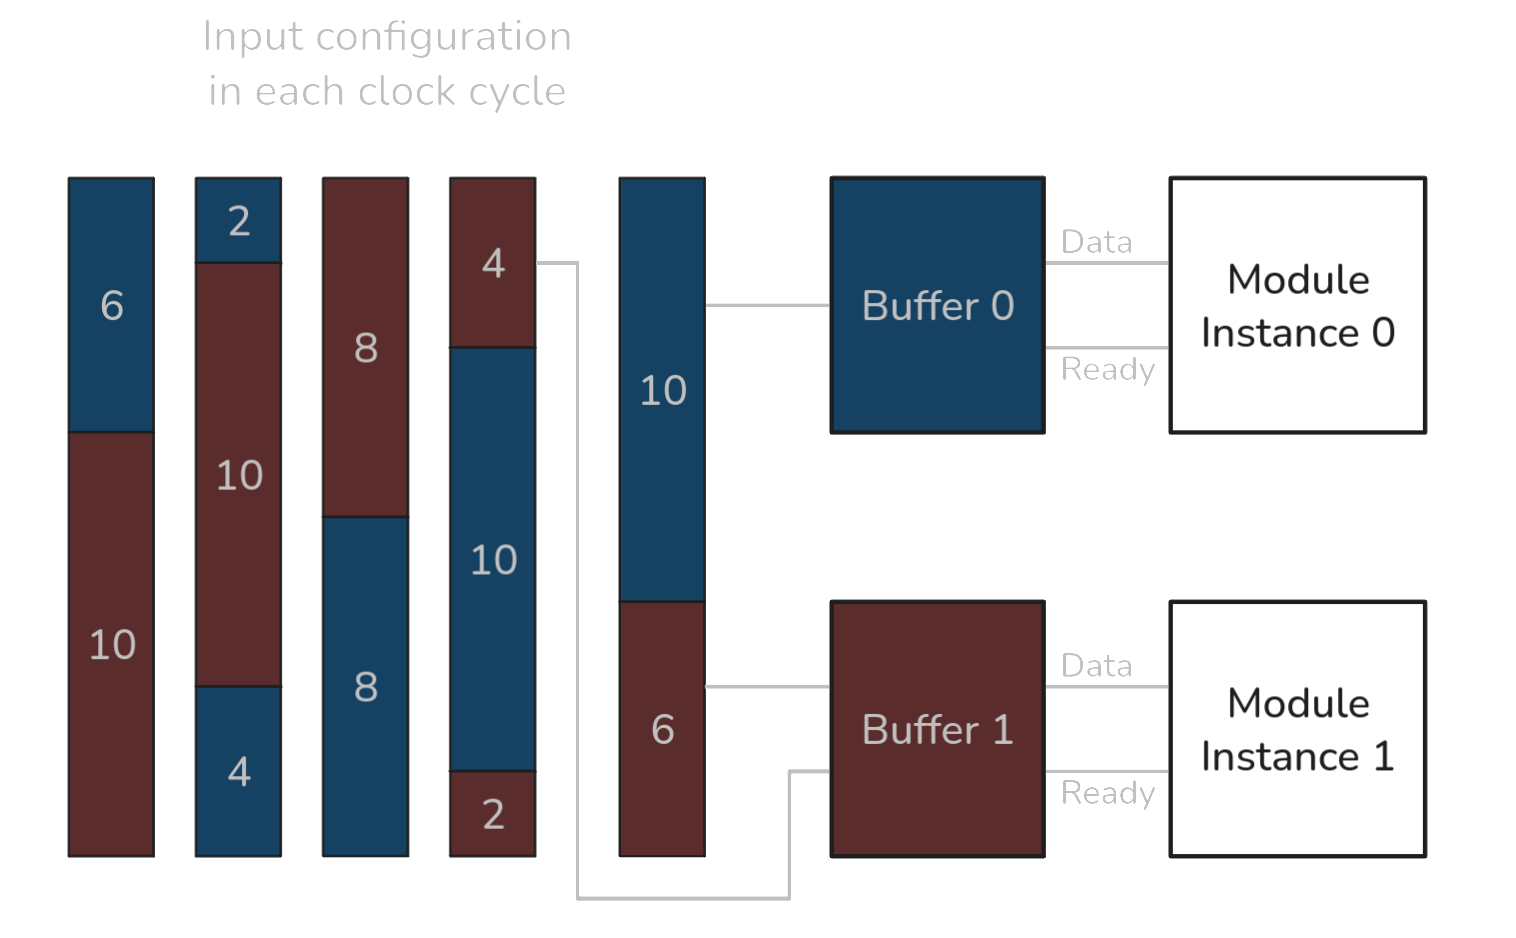 Input configuration
in each clock cycle
6
10
2
10
4
8
8
4
10
2
10
6
Buffer 0
Data
Ready
Module
Instance 0
Buffer 1
Data
Ready
Module
Instance 1